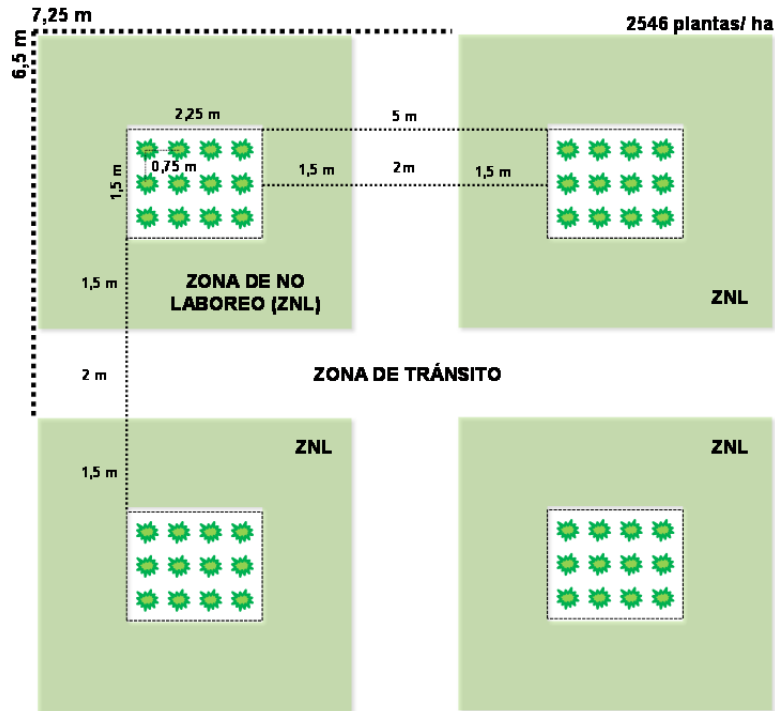 7,25 m
2546 plantas/ ha
6,5 m
2,25 m
5 m
0,75 m
1,5 m
1,5 m
2m
1,5 m
1,5 m
ZONA DE NO
LABOREO (ZNL)
ZNL
2 m
ZONA DE TRÁNSITO
ZNL
ZNL
1,5 m